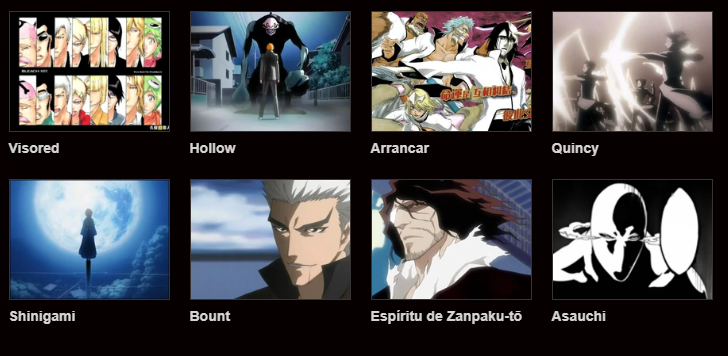 Visored
Hollow
Arrancar
Quincy
Shinigami
Bount
Espíritu de Zanpaku-tō
Asauchi